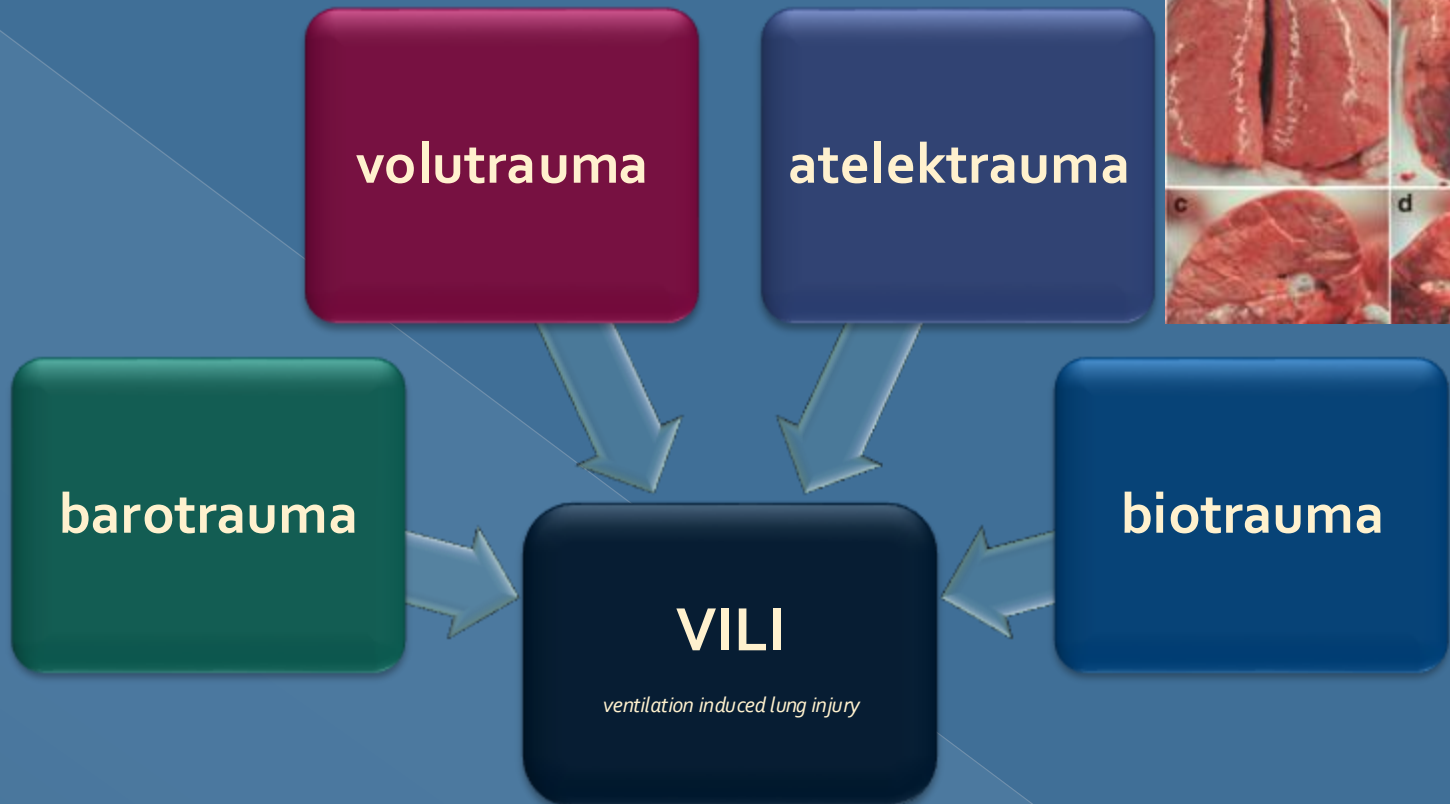 volutrauma
atelektrauma
c
d
barotrauma
biotrauma
VILI
ventilation induced lung injury